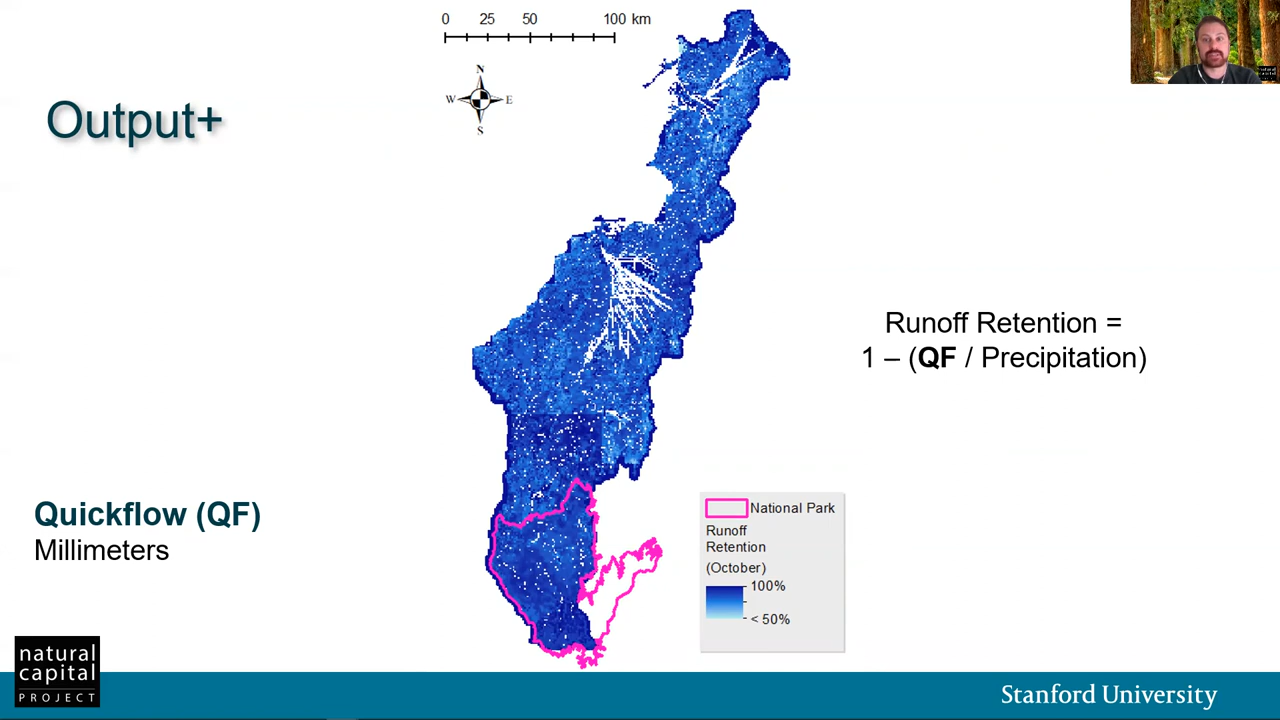 0 25 50 100 km
N
W E
S
Output+
Runoff Retention =
1 – (QF / Precipitation)
Quickflow (QF)
Millimeters
National Park
Runoff
Retention
(October)
100%
< 50%
natural
capital
PROJECT
Stanford University